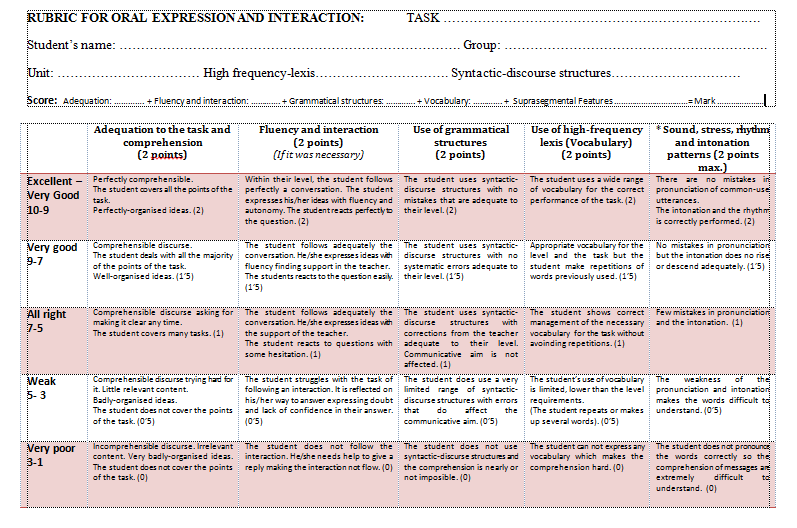 RUBRIC FOR ORAL EXPRESSION AND INTERACTION: TASK……………………………………………………………………
Student's name: ………………………………………………………………………… Group: ……………………………………………………
Unit: ……………………………… High frequency-lexis…………………………… Syntactic-discourse structures……………………………
Score: Adequation: ………… + Fluency and interaction: ………… + Grammatical structures: ………… + Vocabulary: ………… + Suprasegmental Features ……………………………= Mark ………………
Adequation to the task and
comprehension
(2 points)
Fluency and interaction
(2 points)
(If it was necessary)
Use of grammatical
structures
(2 points)
Use of high-frequency
lexis (Vocabulary)
(2 points)
* Sound, stress, rhythm
and intonation
patterns (2 points
max.)
Excellent –
Very Good
10-9
Perfectly comprehensible.
The student covers all the points of the
task.
Perfectly-organised ideas. (2)
Within their level, the student follows
perfectly a conversation. The student
expresses his/her ideas with fluency and
autonomy. The student reacts perfectly to
the question. (2)
The student uses syntactic-
discourse structures with no
mistakes that are adequate to
their level. (2)
The student uses a wide range
of vocabulary for the correct
performance of the task. (2)
There are no mistakes in
pronunciation of common-use
utterances.
The intonation and the rhythm
is correctly performed. (2)
Very good
9-7
Comprehensible discourse.
The student deals with all the majority
of the points of the task.
Well-organised ideas. (1'5)
The student follows adequately the
conversation. He/she expresses ideas with
fluency finding support in the teacher.
The students reacts to the question easily.
(1'5)
The student uses syntactic-
discourse structures with no
systematic errors adequate to
their level. (1'5)
Appropriate vocabulary for the
level and the task but the
student make repetitions of
words previously used. (1'5)
No mistakes in pronunciation
but the intonation does no rise
or descend adequately. (1'5)
All right
7-5
Comprehensible discourse asking for
making it clear any time.
The student covers many tasks. (1)
The student follows adequately the
conversation. He/she expresses ideas with
the support of the teacher.
The student reacts to questions with
some hesitation. (1)
The student uses syntactic-
discourse structures with
corrections from the teacher
adequate to their level.
Communicative aim is not
affected. (1)
The student shows correct
management of the necessary
vocabulary for the task without
avoinding repetitions. (1)
Few mistakes in pronunciation
and the intonation. (1)
Weak
5- 3
Comprehensible discourse trying hard for
it. Little relevant content.
Badly-organised ideas.
The student does not cover the points
of the task. (0'5)
The student struggles with the task of
following an interaction. It is reflected on
his/her way to answer expressing doubt
and lack of confidence in their answer.
(0'5)
The student does use a very
limited range of syntactic-
discourse structures with errors
that do affect the
communicative aim. (0'5)
The student's use of vocabulary
is limited, lower than the level
requirements.
(The student repeats or makes
up several words). (0'5)
The weakness of the
pronunciation and intonation
makes the words difficult to
understand. (0'5)
Very poor
3-1
Incomprehensible discourse. Irrelevant
content. Very badly-organised ideas.
The student does not cover the points
of the task. (0)
The student does not follow the
interaction. He/she needs help to give a
reply making the interaction not flow. (0)
The student does not use
syntactic-discourse structures and
the comprehension is nearly or
not imposible. (0)
The student can not express any
vocabulary which makes the
comprehension hard. (0)
The student does not pronounce
the words correctly so the
comprehension of messages are
extremely difficult to
understand. (0)